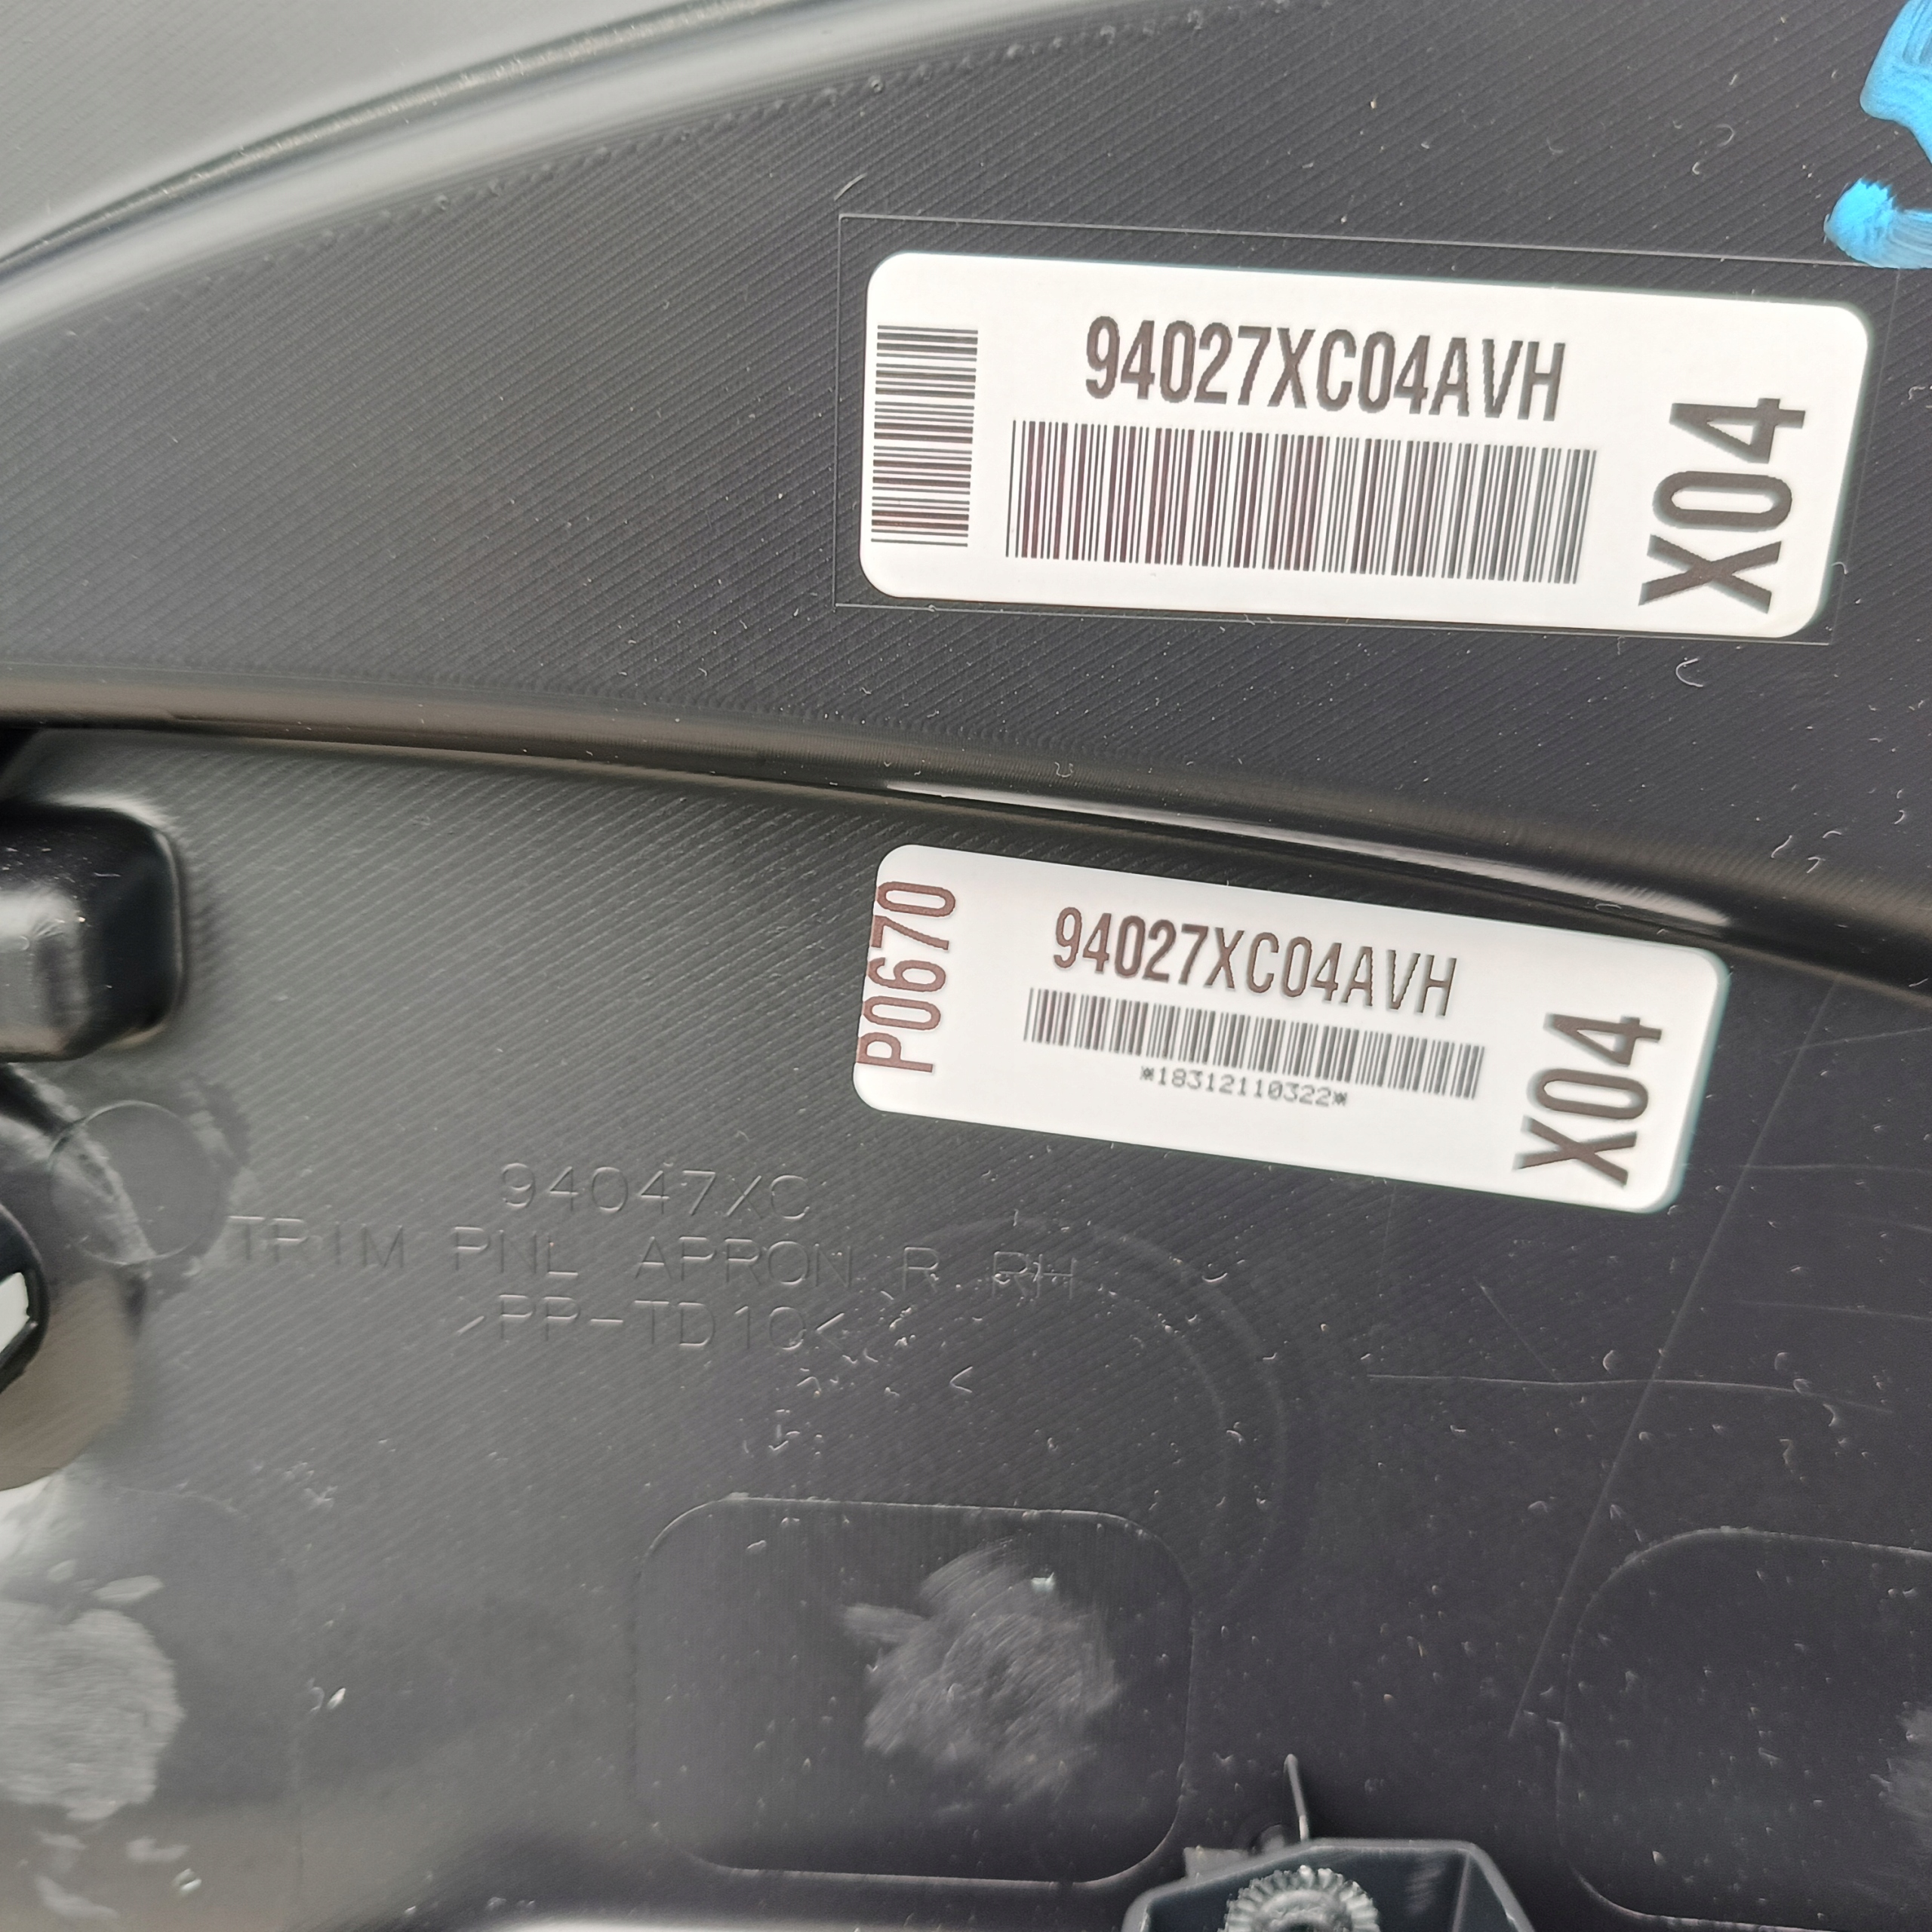 94027XC04AVH
X04
P0670
94027XC04AVH
*18312110322*
X04
94047XC
TRIM PNL APRON R RH
>PP-TD10<